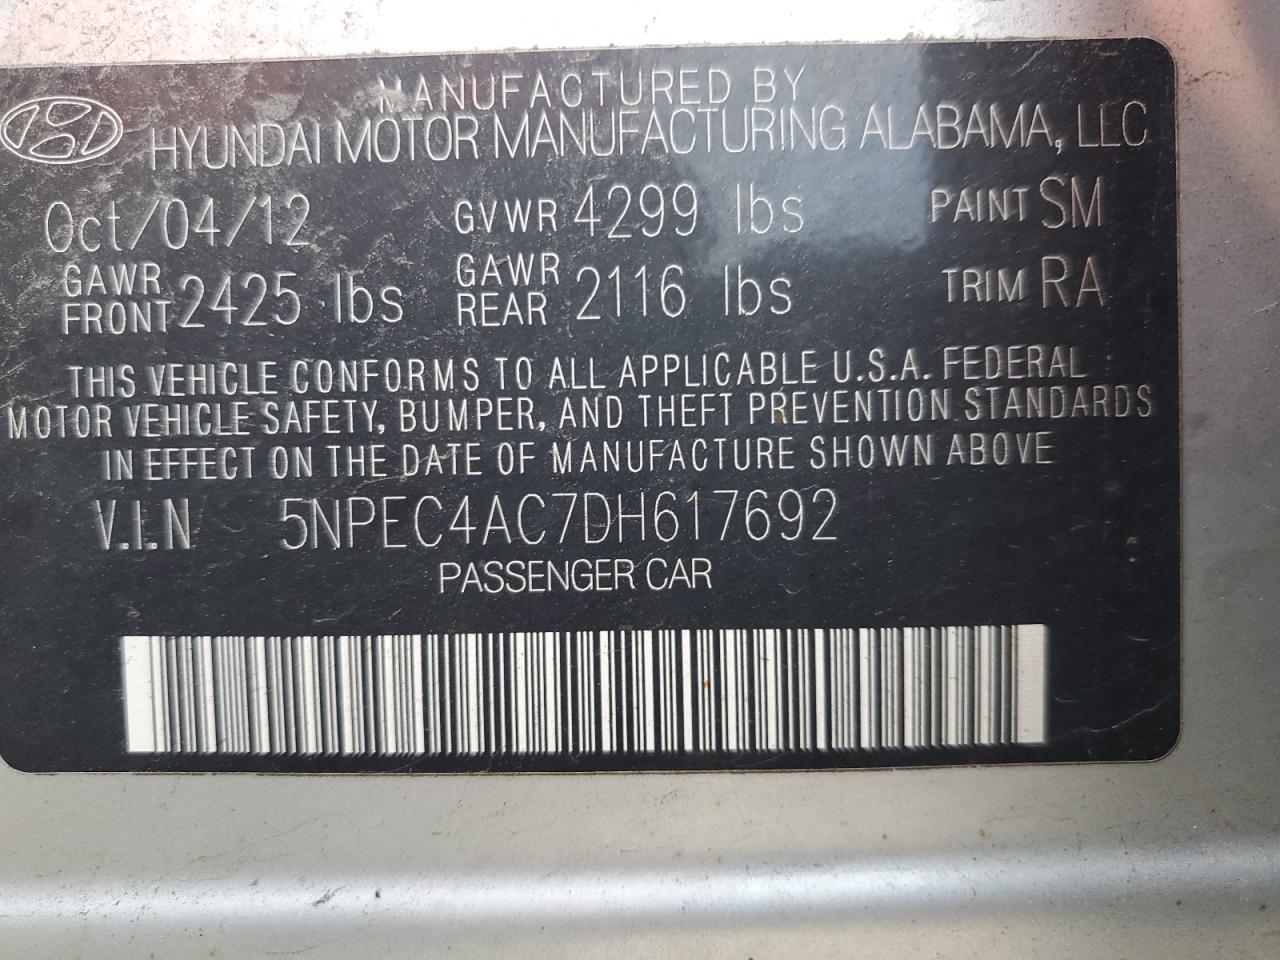 MANUFACTURED BY
HYUNDAI MOTOR MANUFACTURING ALABAMA, LLC
Oct/04/12 GVWR 4299 lbs PAINT SM
GAWR FRONT 2425 lbs GAWR REAR 2116 lbs TRIM RA
THIS VEHICLE CONFORMS TO ALL APPLICABLE U.S.A. FEDERAL
MOTOR VEHICLE SAFETY, BUMPER, AND THEFT PREVENTION STANDARDS
IN EFFECT ON THE DATE OF MANUFACTURE SHOWN ABOVE
V.I.N 5NPEC4AC7DH617692
PASSENGER CAR